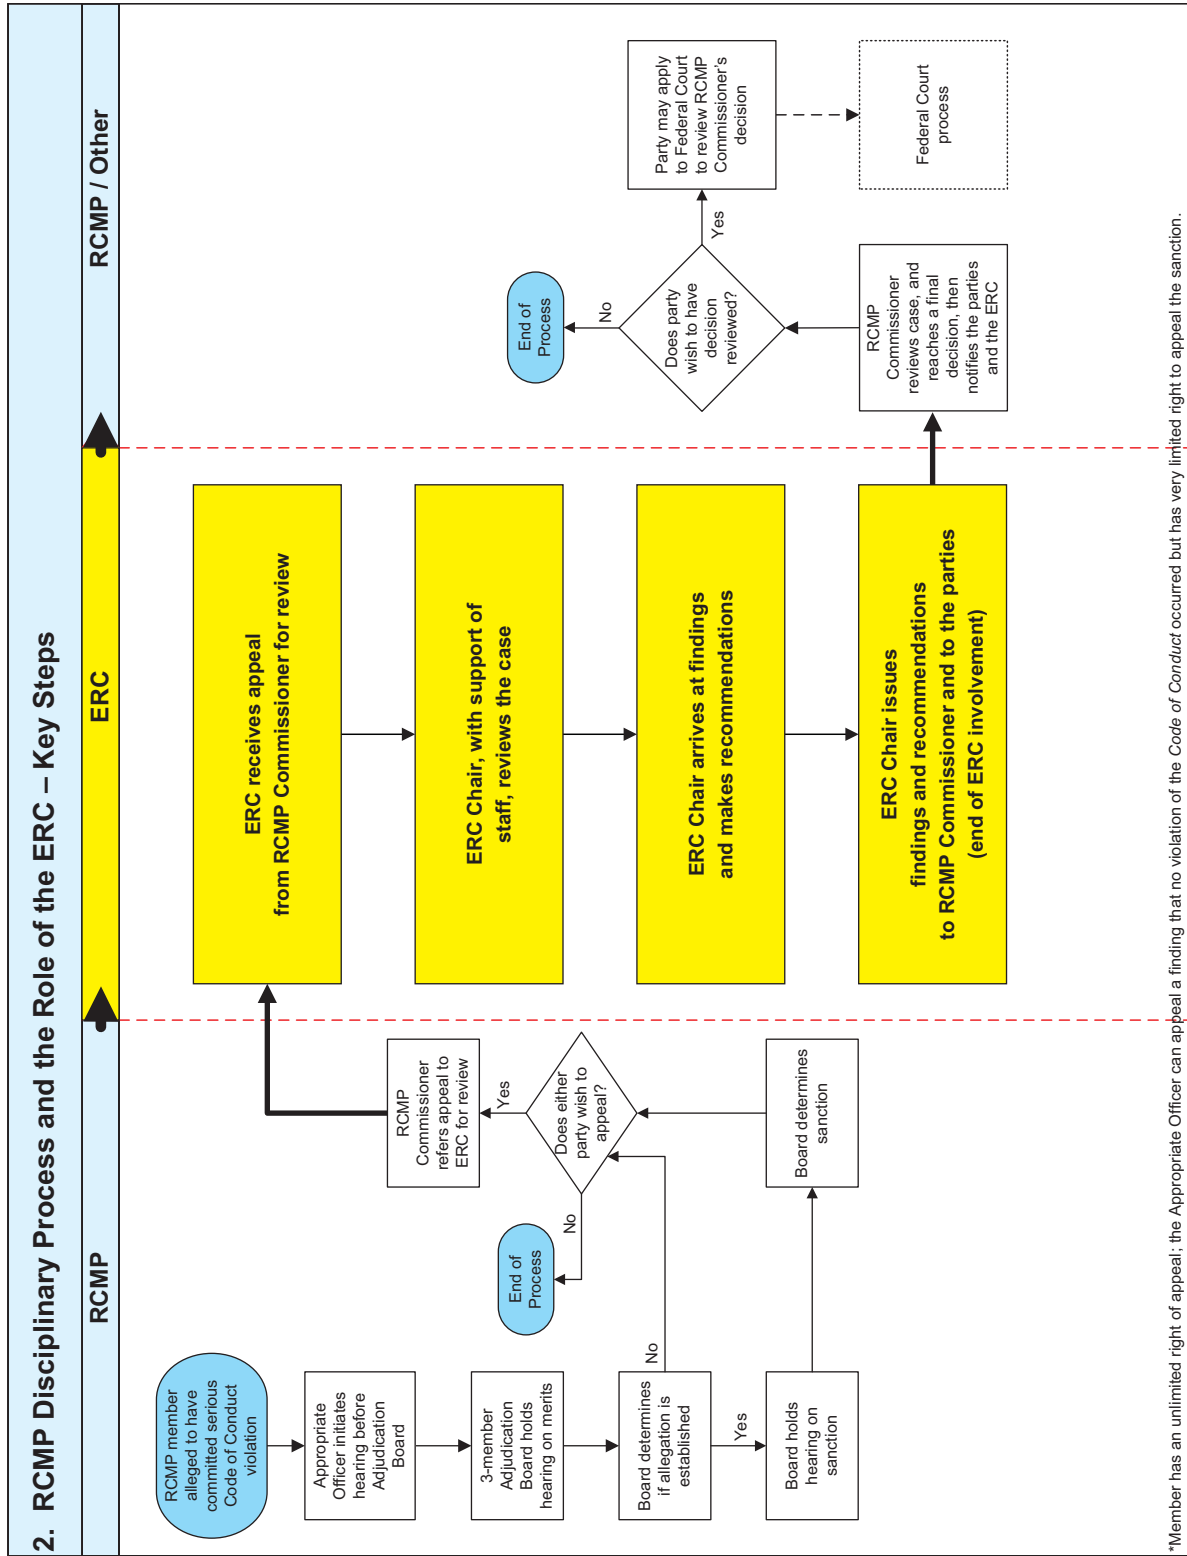 2. RCMP Disciplinary Process and the Role of the ERC – Key Steps
RCMP
ERC
RCMP / Other
RCMP member
alleged to have
committed serious
Code of Conduct
violation
Appropriate
Officer initiates
hearing before
Adjudication
Board
3-member
Adjudication
Board holds
hearing on merits
Board determines
if allegation is
established
No
Yes
Board holds
hearing on
sanction
Board determines
sanction
Does either
party wish to
appeal?
No
End of
Process
Yes
RCMP
Commissioner
refers appeal to
ERC for review
ERC receives appeal
from RCMP Commissioner for review
ERC Chair, with support of
staff, reviews the case
ERC Chair arrives at findings
and makes recommendations
ERC Chair issues
findings and recommendations
to RCMP Commissioner and to the parties
(end of ERC involvement)
RCMP
Commissioner
reviews case, and
reaches a final
decision, then
notifies the parties
and the ERC
Does party
wish to have
decision
reviewed?
No
End of
Process
Yes
Party may apply
to Federal Court
to review RCMP
Commissioner's
decision
Federal Court
process
*Member has an unlimited right of appeal; the Appropriate Officer can appeal a finding that no violation of the Code of Conduct occurred but has very limited right to appeal the sanction.